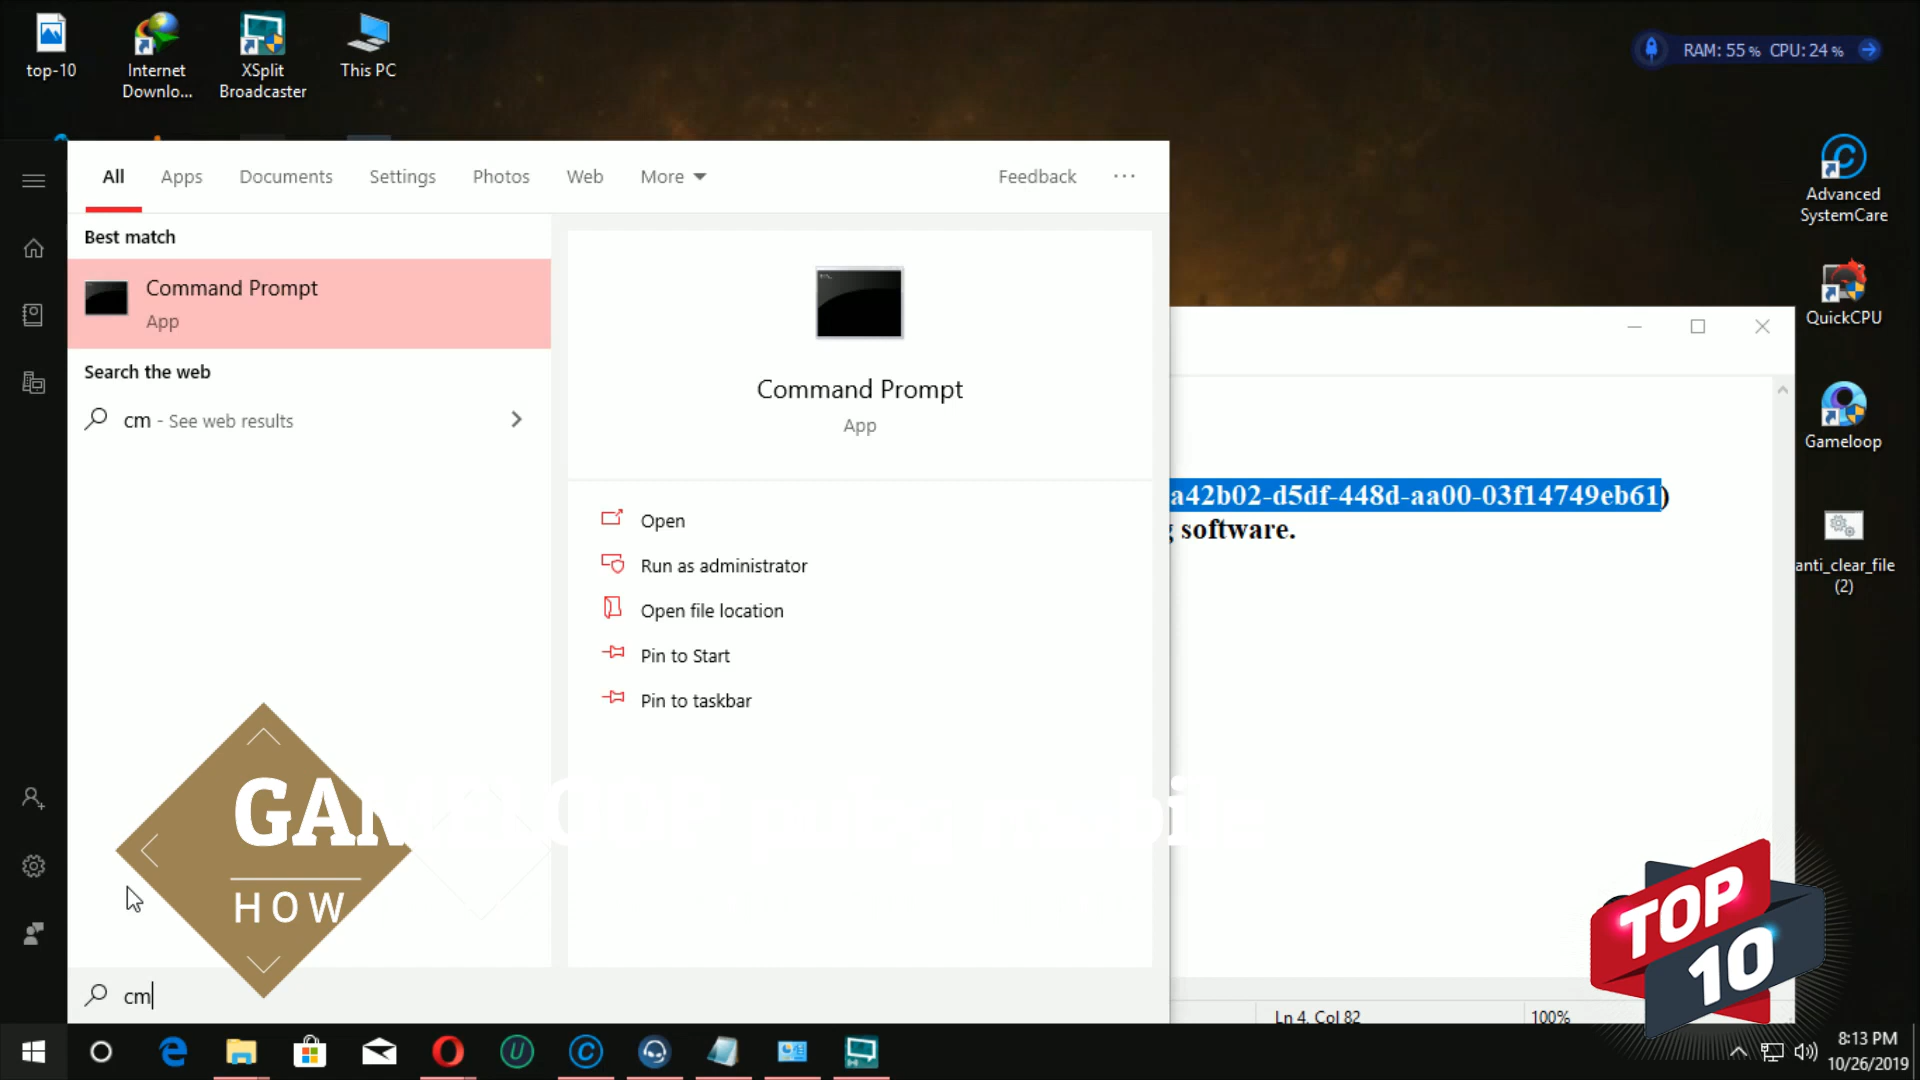 top-10
Internet
Downlo...
XSplit
Broadcaster
This PC
RAM: 55 % CPU: 24 %
All
Apps
Documents
Settings
Photos
Web
More
Feedback
Best match
Command Prompt
App
Search the web
cm - See web results
Command Prompt
App
Open
Run as administrator
Open file location
Pin to Start
Pin to taskbar
a42b02-d5df-448d-aa00-03f14749eb61)
software.
Advanced
SystemCare
QuickCPU
Gameloop
anti_clear_file
(2)
HOW
TOP
10
cm
Ln 4, Col 82
100%
8:13 PM
10/26/2019